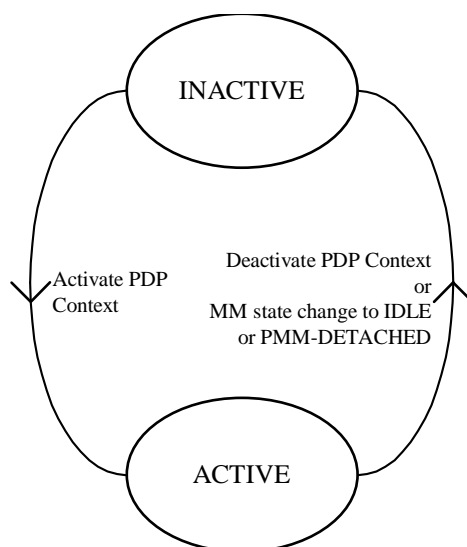 INACTIVE
Activate PDP
Context
Deactivate PDP Context
or
MM state change to IDLE
or PMM-DETACHED
ACTIVE